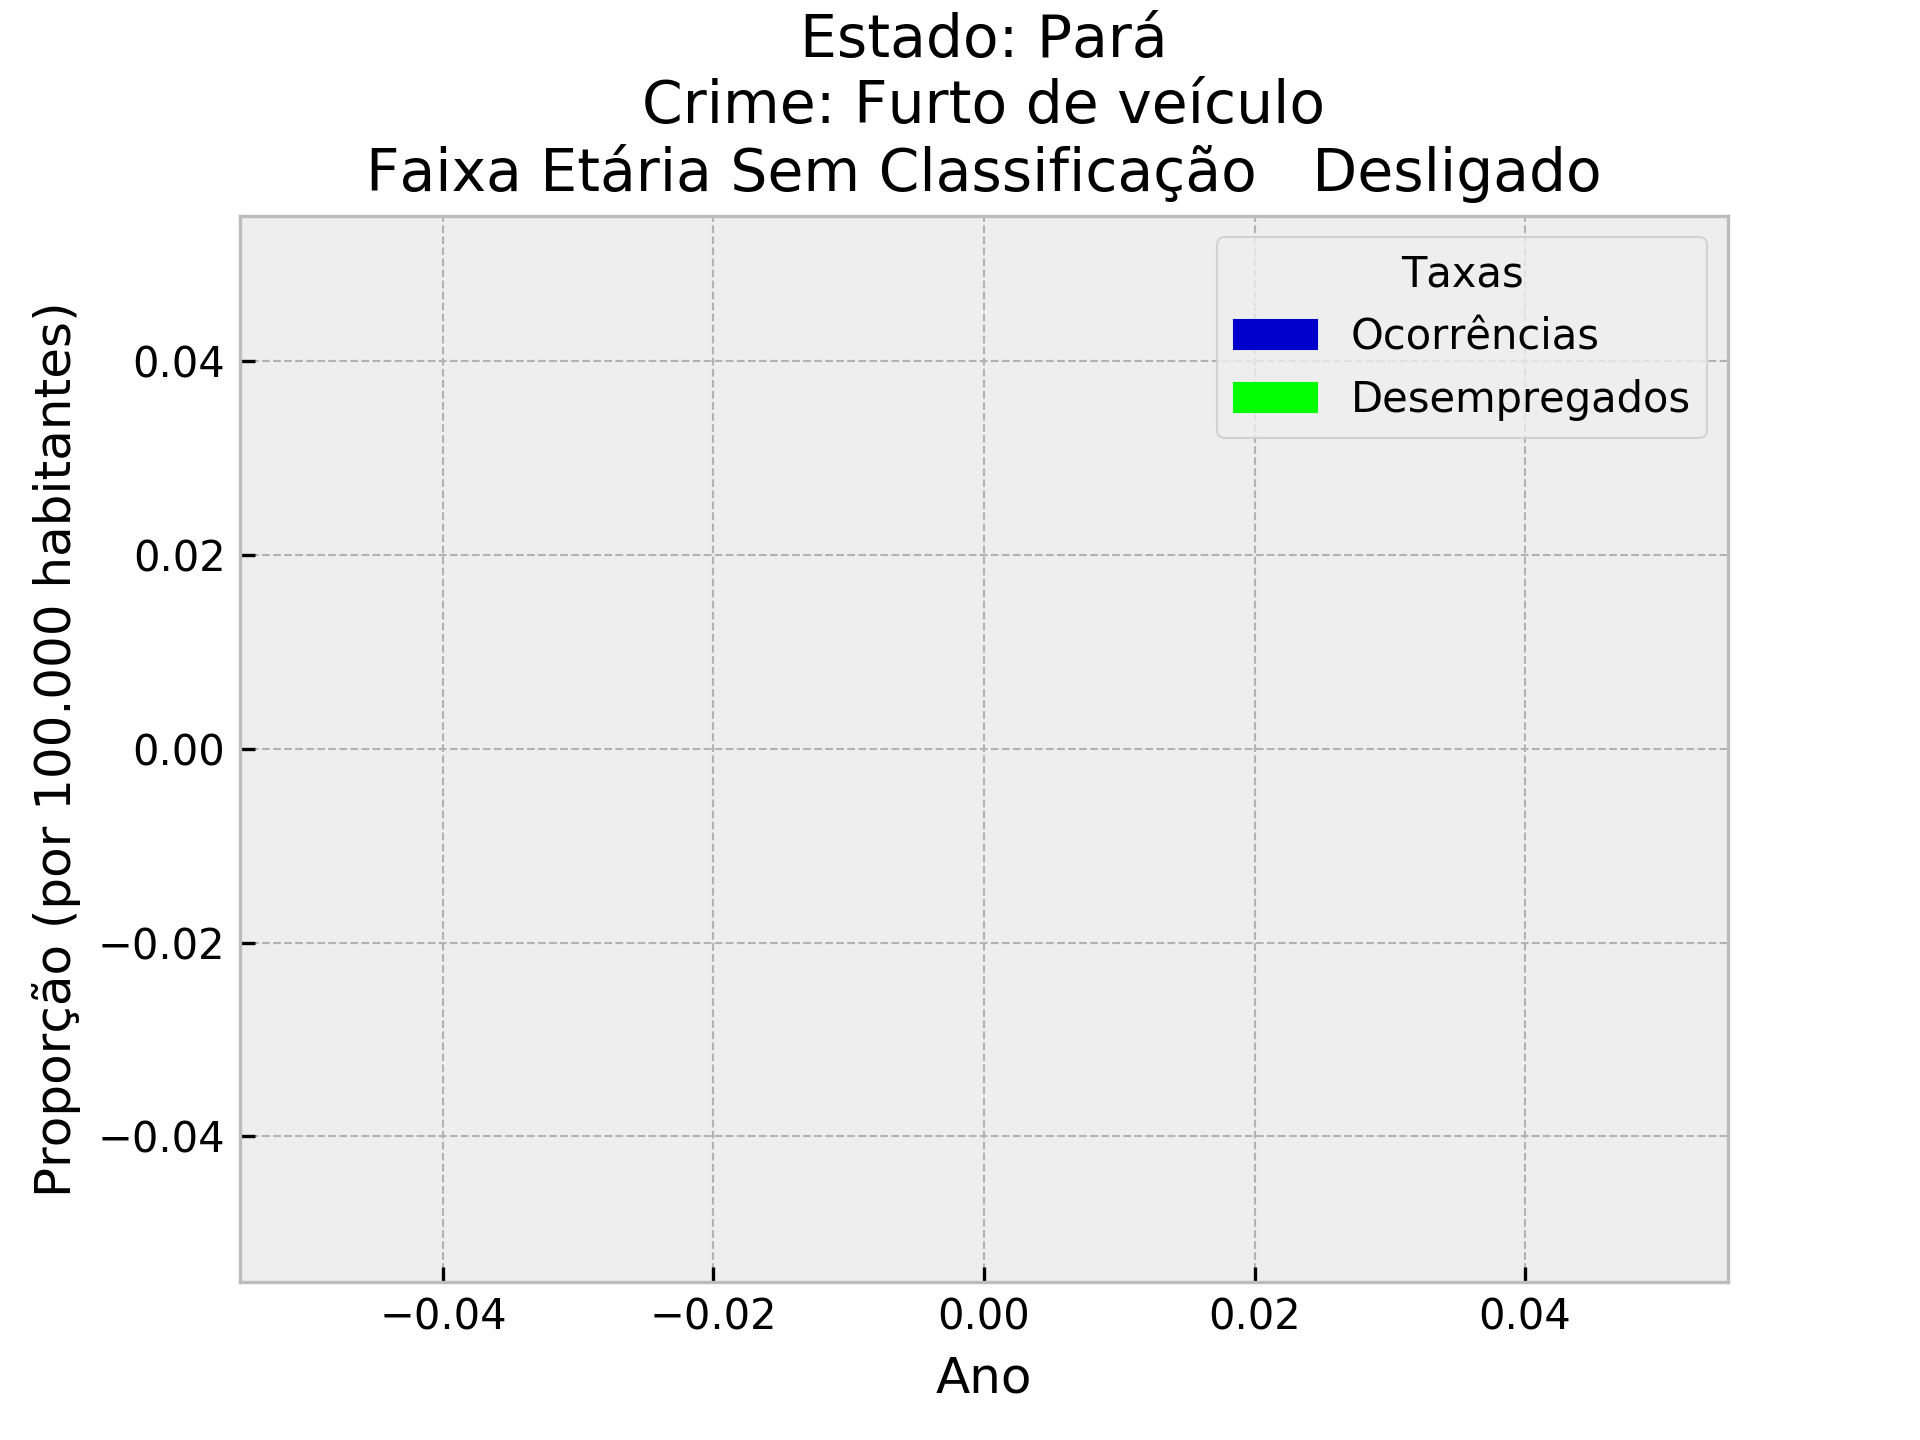 Estado: Pará
Crime: Furto de veículo
Faixa Etária Sem Classificação   Desligado
Taxas
Ocorrências
Desempregados
Proporção (por 100.000 habitantes)
0.04
0.02
0.00
−0.02
−0.04
−0.04 −0.02 0.00 0.02 0.04
Ano